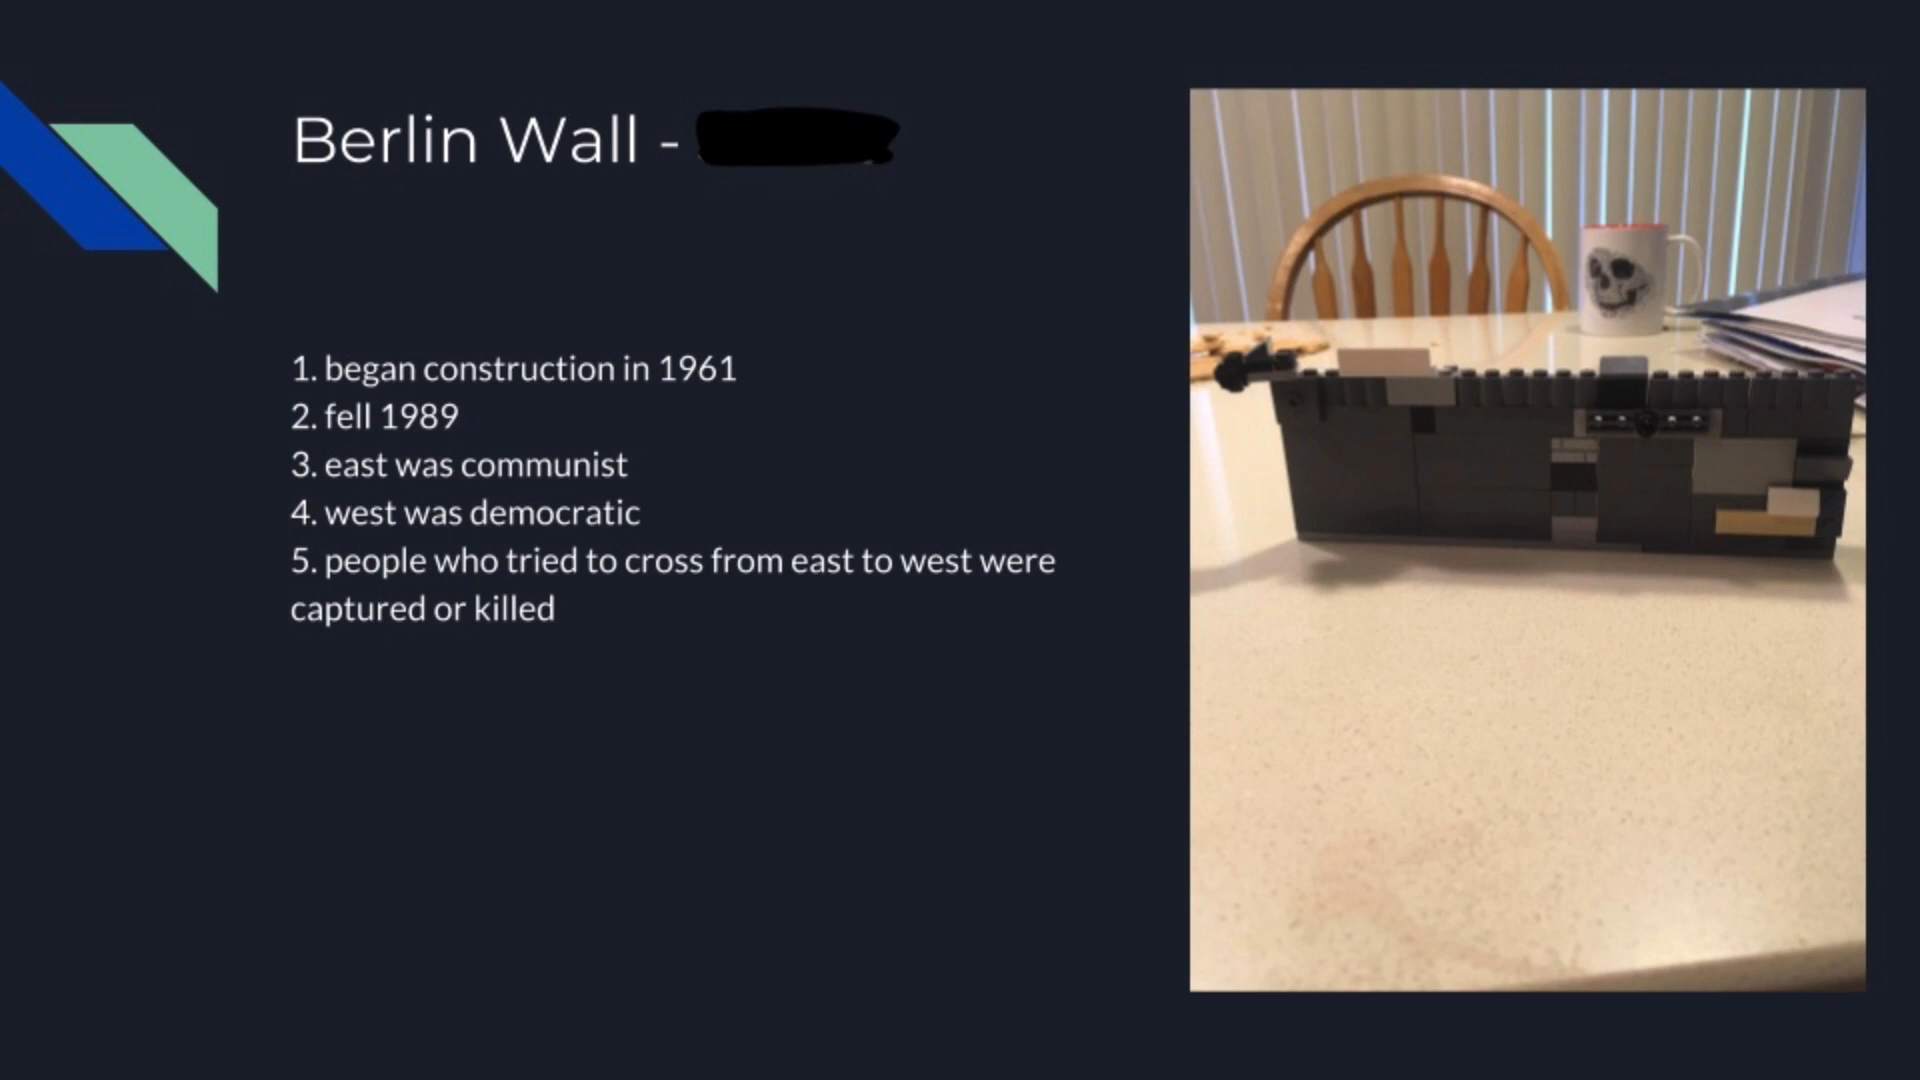 Berlin Wall -
1. began construction in 1961
2. fell 1989
3. east was communist
4. west was democratic
5. people who tried to cross from east to west were
captured or killed